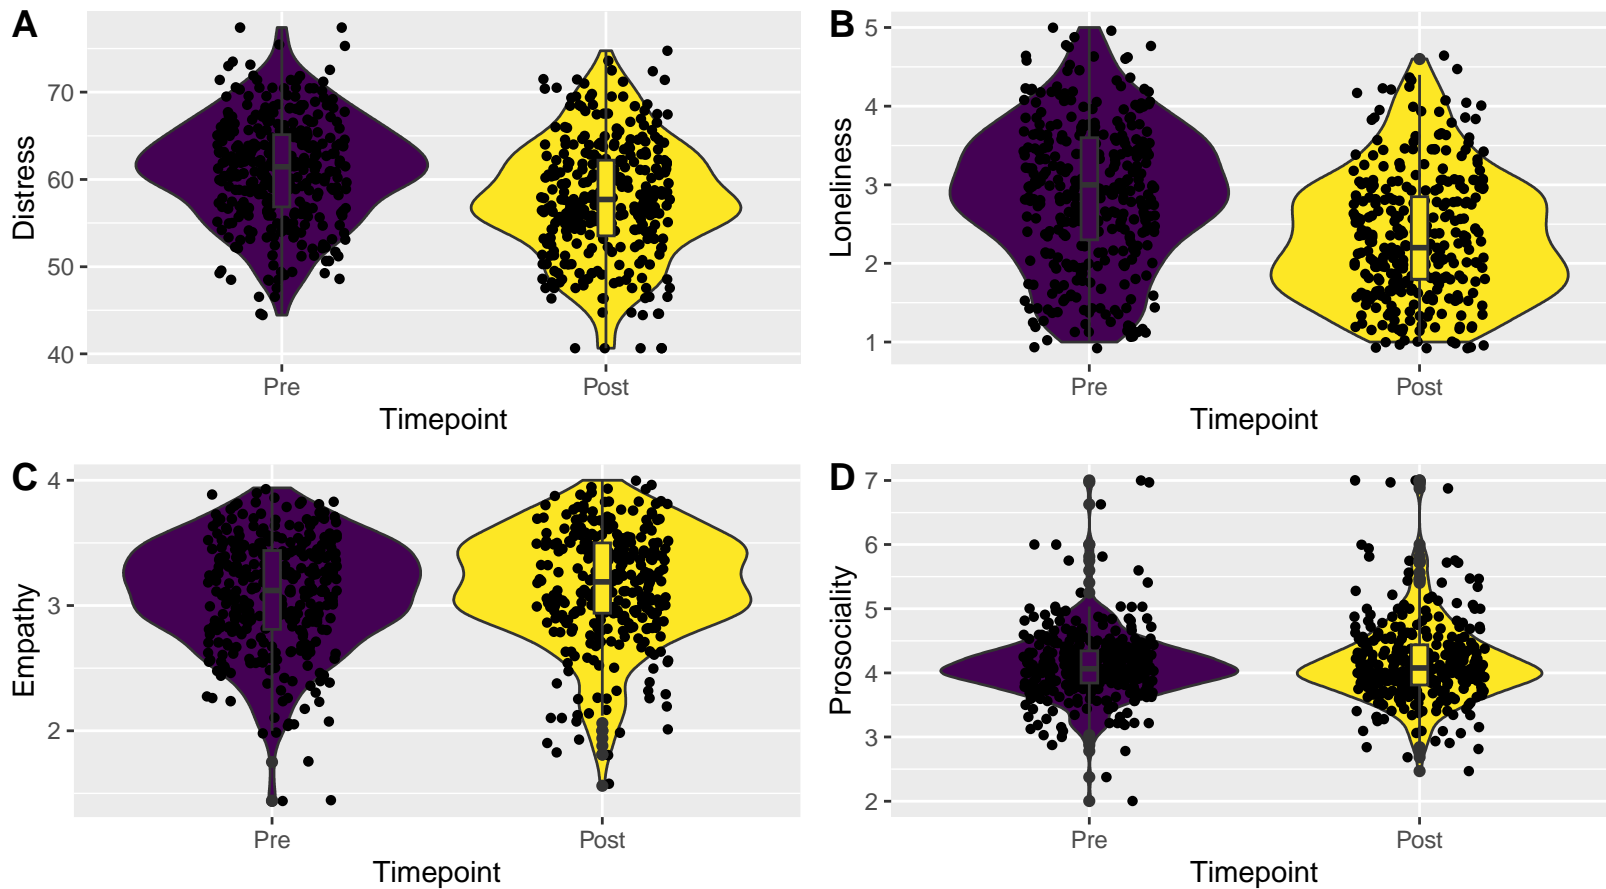 A
Distress
70
60
50
40
Pre Post
Timepoint
B
Loneliness
5
4
3
2
1
Pre Post
Timepoint
C
Empathy
4
3
2
Pre Post
Timepoint
D
Prosociality
7
6
5
4
3
2
Pre Post
Timepoint